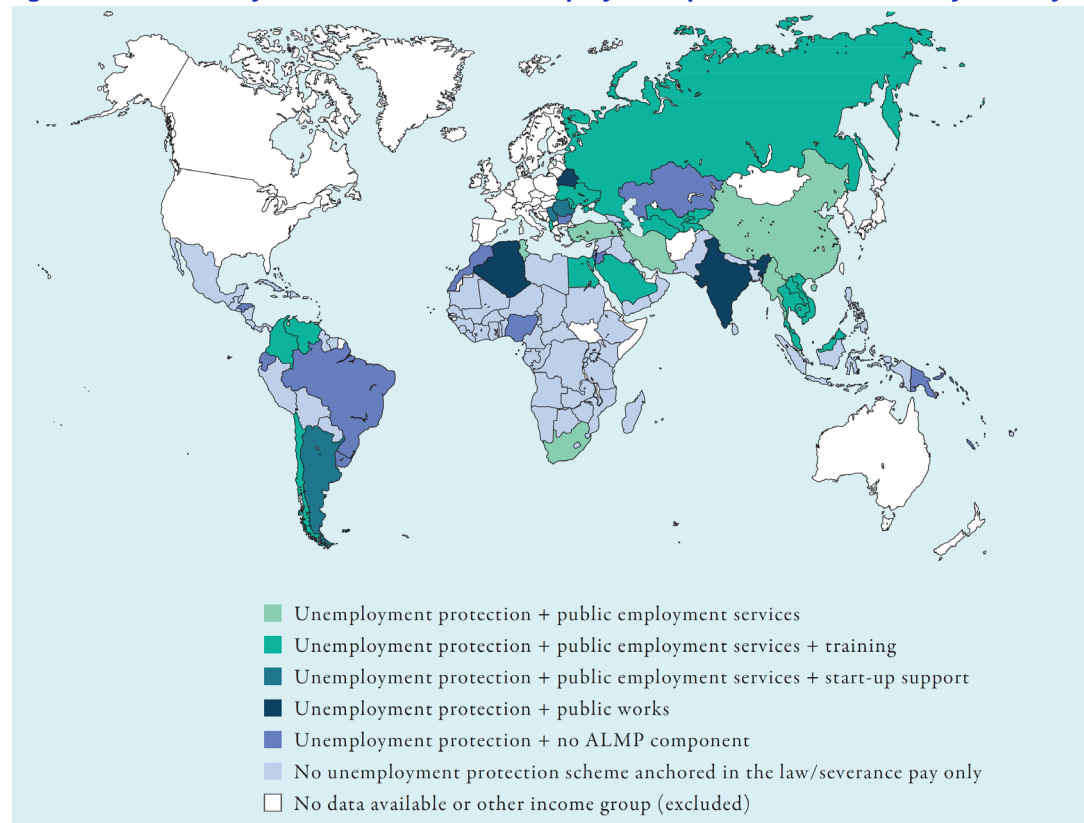 Unemployment protection + public employment services
Unemployment protection + public employment services + training
Unemployment protection + public employment services + start-up support
Unemployment protection + public works
Unemployment protection + no ALMP component
No unemployment protection scheme anchored in the law/severance pay only
No data available or other income group (excluded)